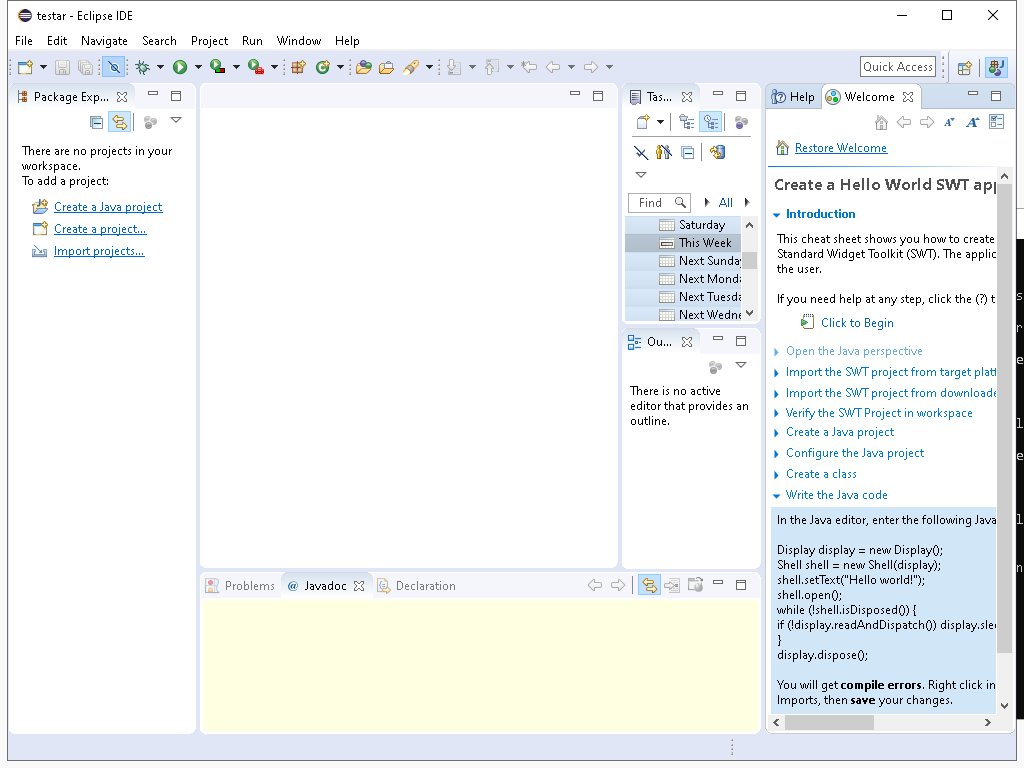 testar - Eclipse IDE
File Edit Navigate Search Project Run Window Help
Quick Access
Package Exp...
There are no projects in your
workspace.
To add a project:
Create a Java project
Create a project...
Import projects...
Tas...
Find
All
Saturday
This Week
Next Sunday
Next Monda
Next Tuesda
Next Wedne
Ou...
There is no active
editor that provides an
outline.
Problems @ Javadoc Declaration
Help Welcome
Restore Welcome
Create a Hello World SWT app
Introduction
This cheat sheet shows you how to create
Standard Widget Toolkit (SWT). The applic
the user.
If you need help at any step, click the (?) t
Click to Begin
Open the Java perspective
Import the SWT project from target platf
Import the SWT project from downloade
Verify the SWT Project in workspace
Create a Java project
Configure the Java project
Create a class
Write the Java code
In the Java editor, enter the following Java
Display display = new Display();
Shell shell = new Shell(display);
shell.setText("Hello world!");
shell.open();
while (!shell.isDisposed()) {
if (!display.readAndDispatch()) display.slee
}
display.dispose();
You will get compile errors. Right click in
Imports, then save your changes.